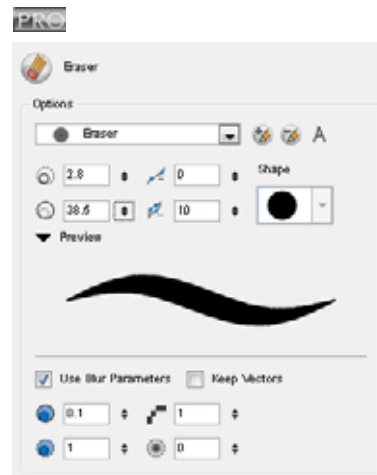 PRO
Eraser
Options
Eraser
A
2.8 0 Shape
38.6 10
Preview
Use Blur Parameters Keep Vectors
0.1 1
1 0